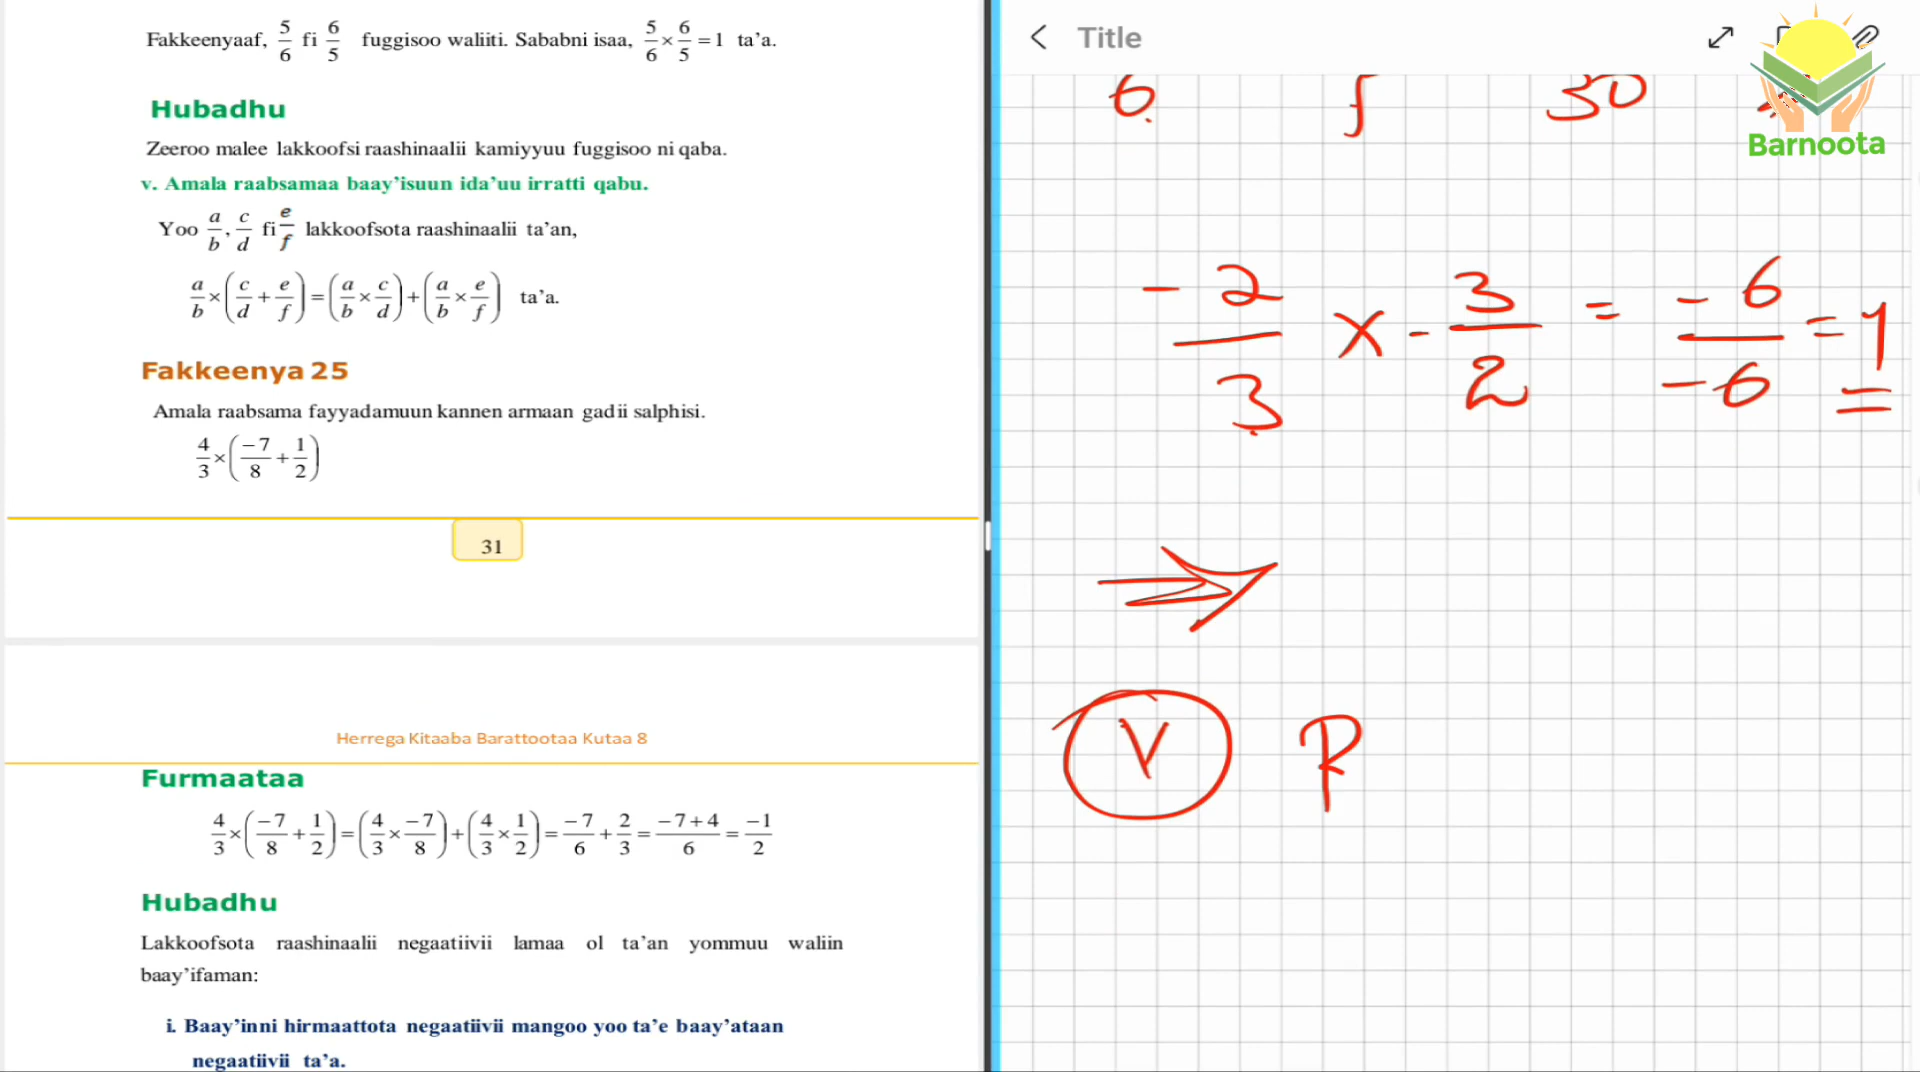 Fakkeenyaaf, 5/6 fi 6/5 fuggisoo waliiti. Sababni isaa, 5/6 × 6/5 = 1 ta’a.
Hubadhu
Zeeroo malee lakkoofsi raashinaalii kamiyyuu fuggisoo ni qaba.
v. Amala raabsamaa baay’isuun ida’uu irratti qabu.
Yoo a/b, c/d fi e/f lakkoofsota raashinaalii ta’an,
a/b × (c/d + e/f) = (a/b × c/d) + (a/b × e/f) ta’a.
Fakkeenya 25
Amala raabsama fayyadamuun kannen armaan gadii salphisi.
4/3 × (−7/8 + 1/2)
31
Herrega Kitaaba Barattootaa Kutaa 8
Furmaataa
4/3 × (−7/8 + 1/2) = (4/3 × −7/8) + (4/3 × 1/2) = −7/6 + 2/3 = −7+4/6 = −1/2
Hubadhu
Lakkoofsota raashinaalii negaatiivii lamaa ol ta’an yommuu waliin
baay’ifaman:
i. Baay’inni hirmaattota negaatiivii mangoo yoo ta’e baay’ataan
negaatiivii ta’a.
Title
Barnoota
6 5 30
-2/3 × -3/2 = -6/-6 = 1
V R